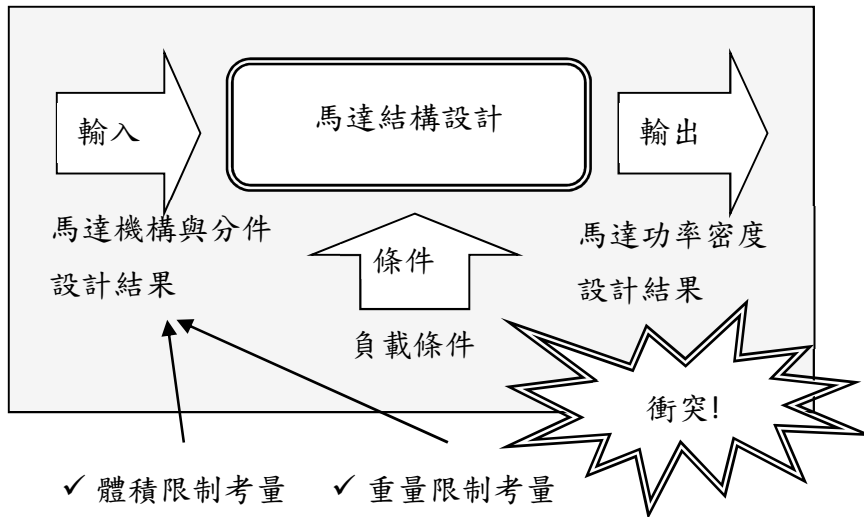 輸入
馬達結構設計
輸出
馬達機構與分件
設計結果
條件
負載條件
馬達功率密度
設計結果
衝突!
✓ 體積限制考量
✓ 重量限制考量